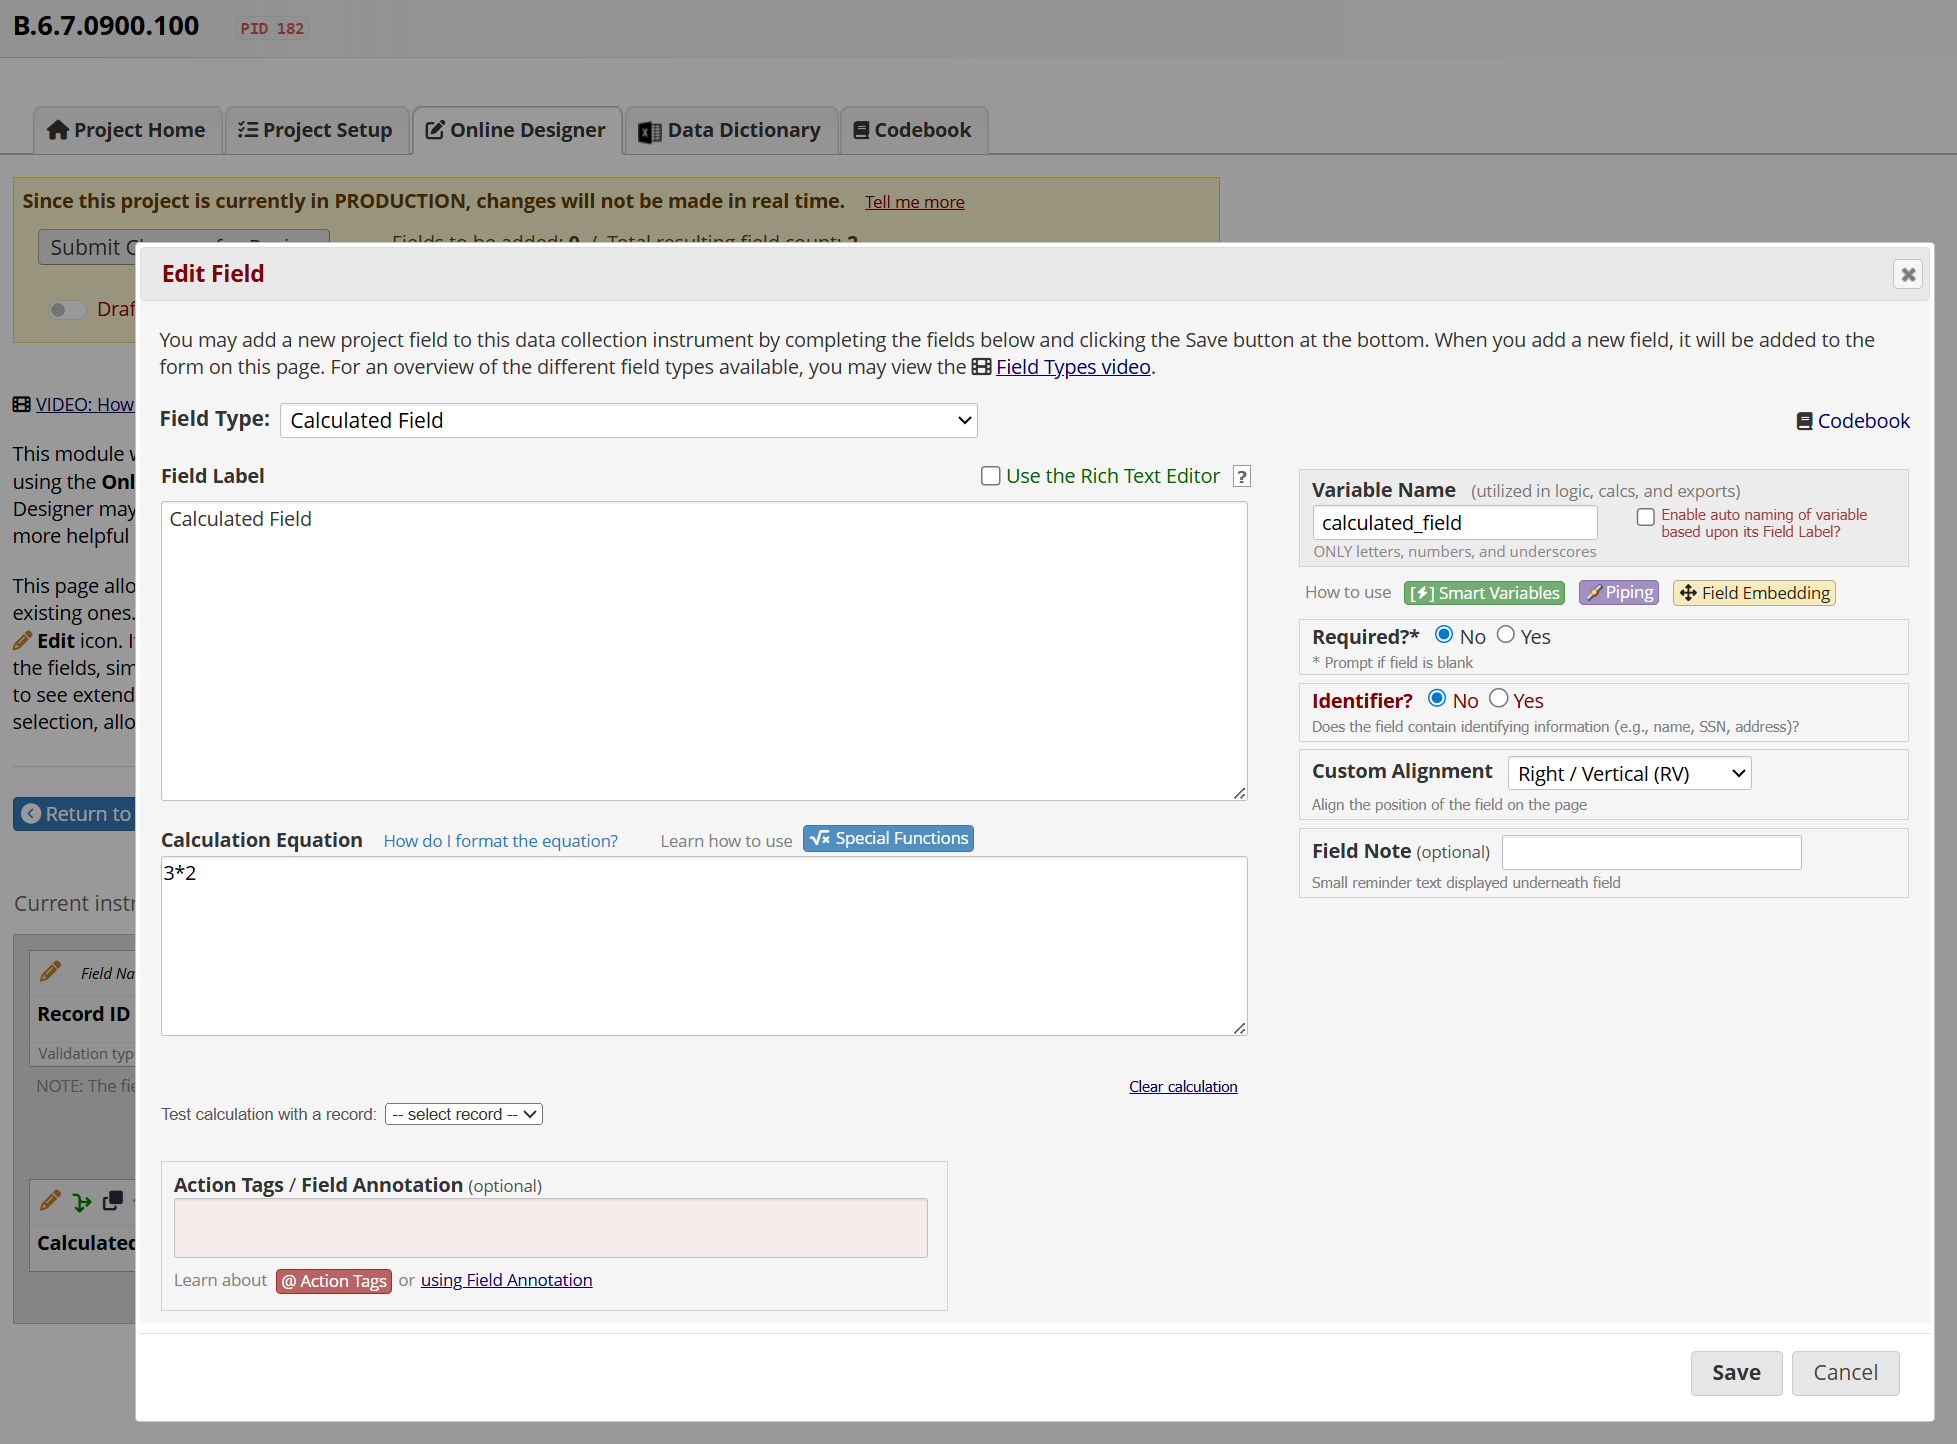 B.6.7.0900.100 PID 182
Project Home Project Setup Online Designer Data Dictionary Codebook
Since this project is currently in PRODUCTION, changes will not be made in real time. Tell me more
Submit
Edit Field
You may add a new project field to this data collection instrument by completing the fields below and clicking the Save button at the bottom. When you add a new field, it will be added to the
form on this page. For an overview of the different field types available, you may view the Field Types video.
Field Type: Calculated Field
Codebook
Field Label
Use the Rich Text Editor ?
Calculated Field
Variable Name (utilized in logic, calcs, and exports)
calculated_field
Enable auto naming of variable
based upon its Field Label?
ONLY letters, numbers, and underscores
How to use [⚡] Smart Variables Piping Field Embedding
Required?* No Yes
* Prompt if field is blank
Identifier? No Yes
Does the field contain identifying information (e.g., name, SSN, address)?
Custom Alignment Right / Vertical (RV)
Align the position of the field on the page
Field Note (optional)
Small reminder text displayed underneath field
Calculation Equation How do I format the equation? Learn how to use √x Special Functions
3*2
Clear calculation
Test calculation with a record: -- select record --
Action Tags / Field Annotation (optional)
Learn about @ Action Tags or using Field Annotation
Save Cancel
VIDEO: How
This module
using the
Designer may
more helpful
This page
existing ones.
Edit icon.
the fields,
to see
selection,
Return to
Current
Field
Record ID
Validation
NOTE: The